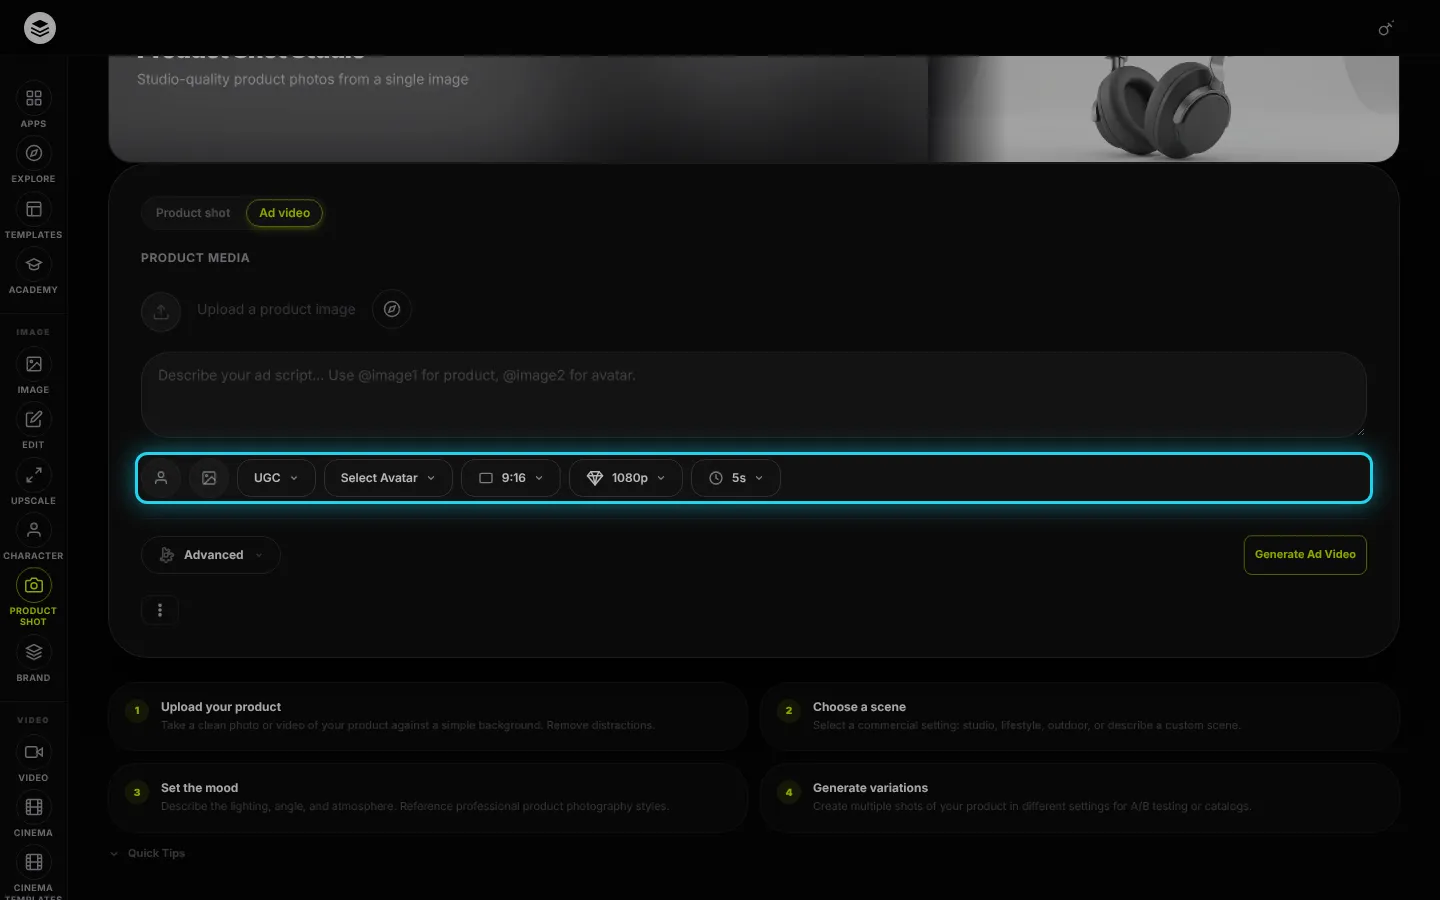 Product Shot Studio
Studio-quality product photos from a single image
APPS
EXPLORE
TEMPLATES
ACADEMY
IMAGE
IMAGE
EDIT
UPSCALE
CHARACTER
PRODUCT
SHOT
BRAND
VIDEO
VIDEO
CINEMA
CINEMA
TEMPLATES
Product shot
Ad video
PRODUCT MEDIA
Upload a product image
Describe your ad script... Use @image1 for product, @image2 for avatar.
UGC
Select Avatar
9:16
1080p
5s
Advanced
Generate Ad Video
1
Upload your product
Take a clean photo or video of your product against a simple background. Remove distractions.
2
Choose a scene
Select a commercial setting: studio, lifestyle, outdoor, or describe a custom scene.
3
Set the mood
Describe the lighting, angle, and atmosphere. Reference professional product photography styles.
4
Generate variations
Create multiple shots of your product in different settings for A/B testing or catalogs.
Quick Tips